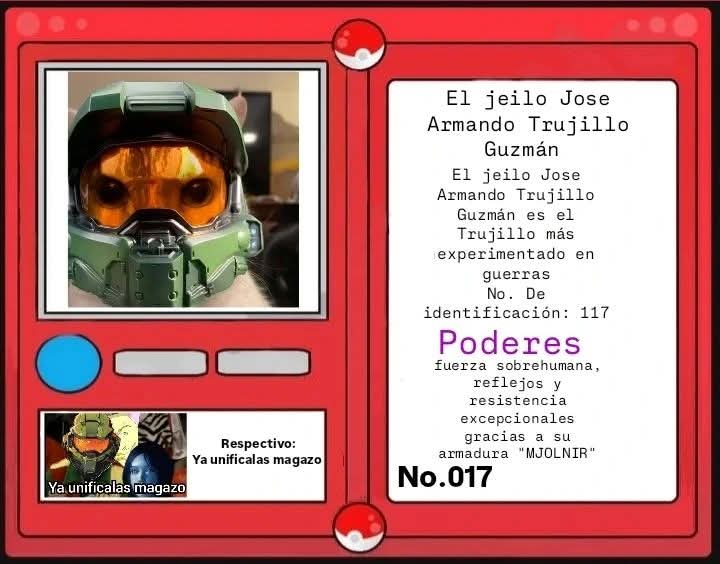 El jeilo Jose
Armando Trujillo
Guzmán
El jeilo Jose
Armando Trujillo
Guzmán es el
Trujillo más
experimentado en
guerras
No. De
identificación: 117
Poderes
fuerza sobrehumana,
reflejos y
resistencia
excepcionales
gracias a su
armadura "MJOLNIR"
No.017
Respectivo:
Ya unificalas magazo
Ya unificalas magazo